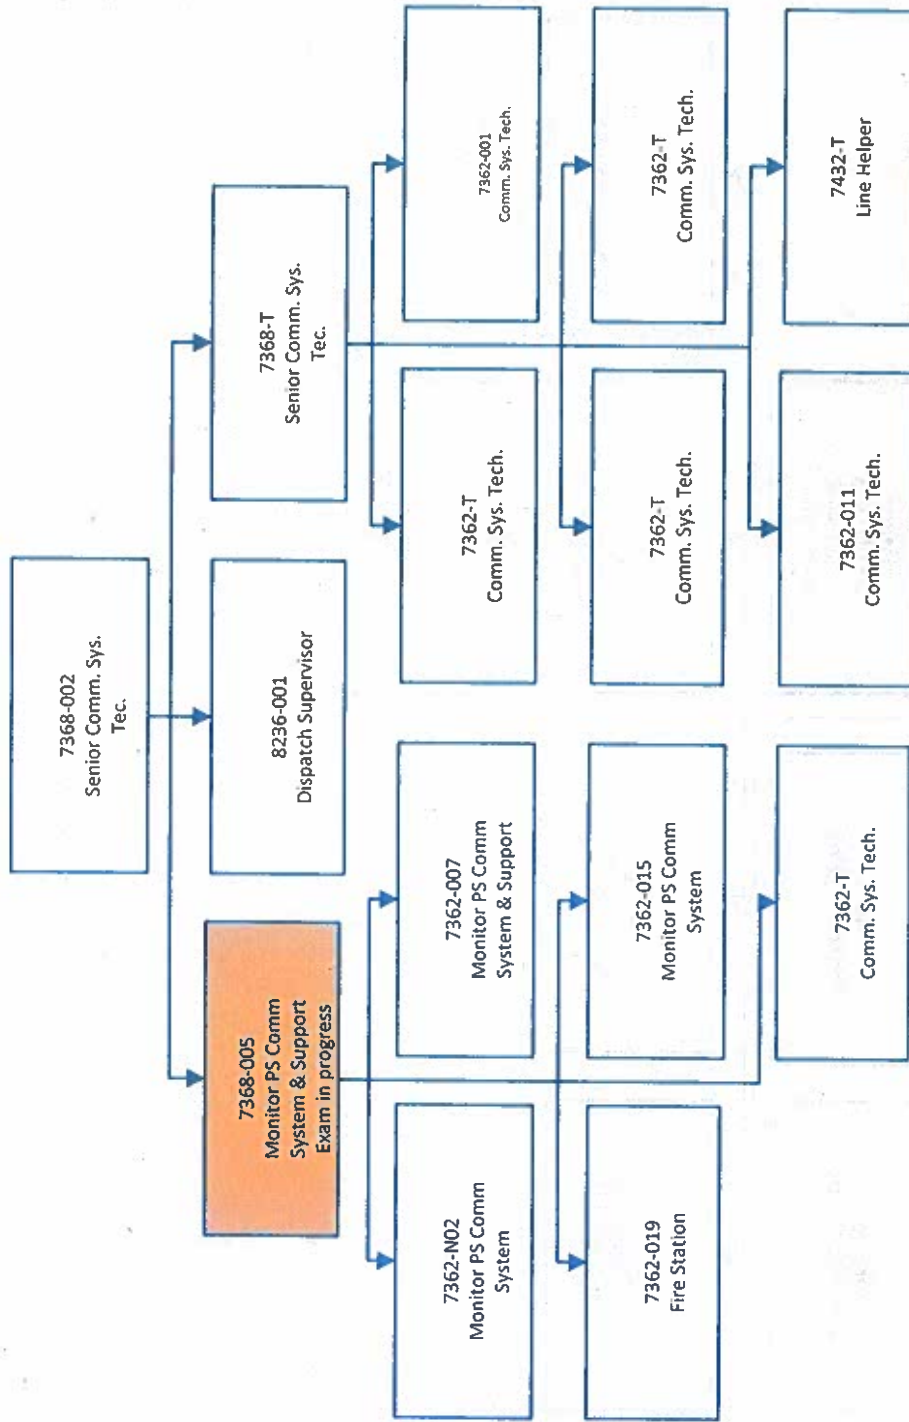 7368-002
Senior Comm. Sys.
Tec.
7368-005
Monitor PS Comm
System & Support
Exam in progress
8236-001
Dispatch Supervisor
7368-T
Senior Comm. Sys.
Tec.
7362-N02
Monitor PS Comm
System
7362-007
Monitor PS Comm
System & Support
7362-T
Comm. Sys. Tech.
7362-001
Comm. Sys. Tech.
7362-019
Fire Station
7362-015
Monitor PS Comm
System
7362-T
Comm. Sys. Tech.
7362-T
Comm. Sys. Tech.
7362-T
Comm. Sys. Tech.
7362-011
Comm. Sys. Tech.
7432-T
Line Helper